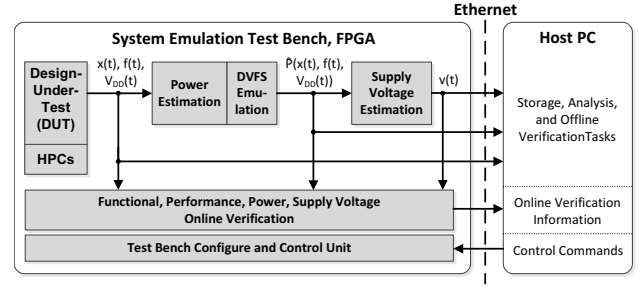 Ethernet
System Emulation Test Bench, FPGA
Host PC
Design-
Under-
Test
(DUT)
HPCs
x(t), f(t),
V_DD(t)
Power
Estimation
DVFS
Emu-
lation
P̂(x(t), f(t),
V_DD(t))
Supply
Voltage
Estimation
v(t)
Storage, Analysis,
and Offline
VerificationTasks
Functional, Performance, Power, Supply Voltage
Online Verification
Online Verification
Information
Test Bench Configure and Control Unit
Control Commands